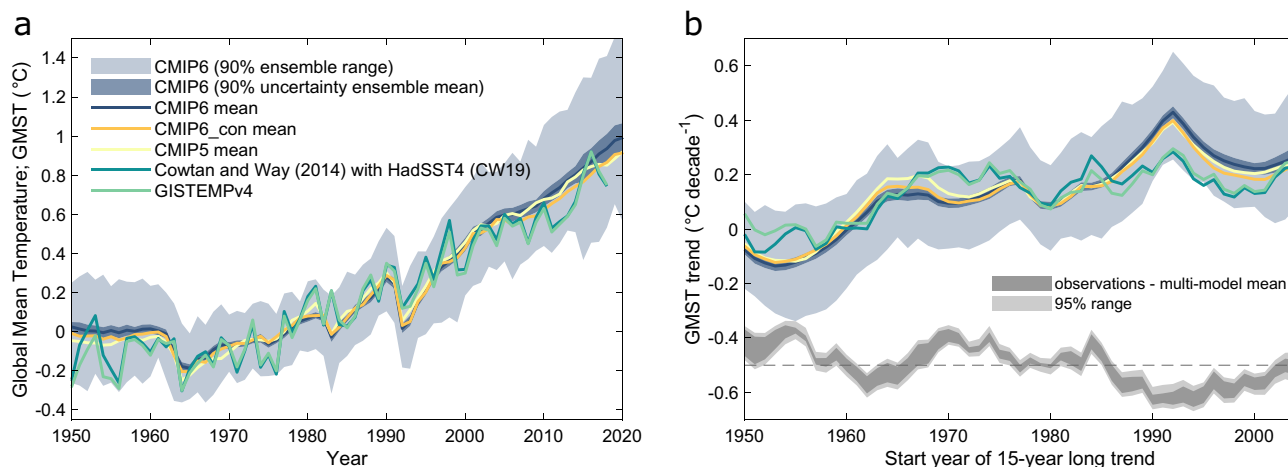 a
Global Mean Temperature; GMST (°C)
1.4
1.2
1
0.8
0.6
0.4
0.2
0
-0.2
-0.4
CMIP6 (90% ensemble range)
CMIP6 (90% uncertainty ensemble mean)
CMIP6 mean
CMIP6_con mean
CMIP5 mean
Cowtan and Way (2014) with HadSST4 (CW19)
GISTEMPv4
1950 1960 1970 1980 1990 2000 2010 2020
Year
b
GMST trend (°C decade⁻¹)
0.6
0.4
0.2
0
-0.2
-0.4
-0.6
observations - multi-model mean
95% range
1950 1960 1970 1980 1990 2000
Start year of 15-year long trend